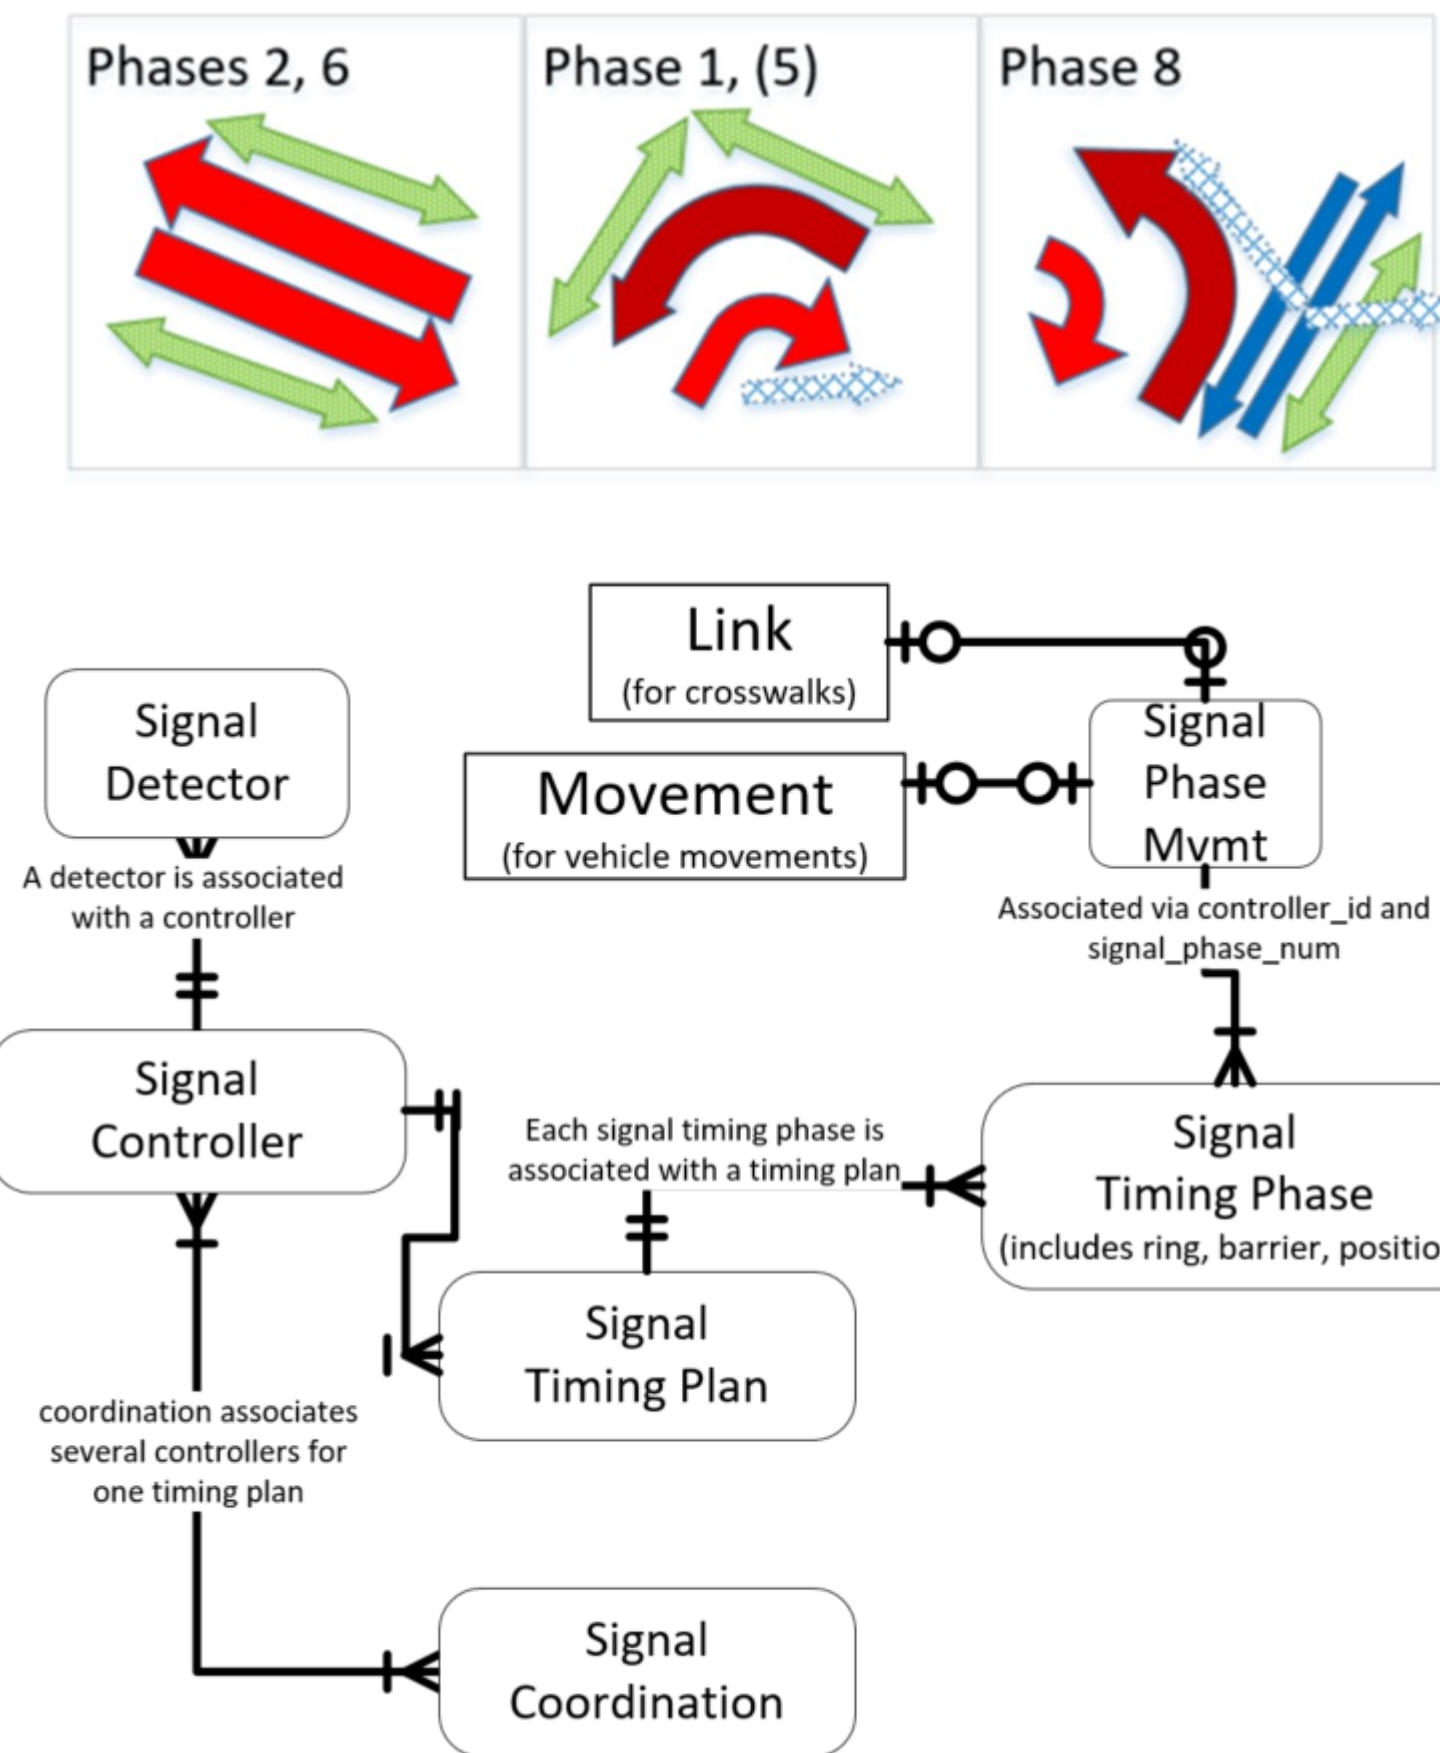 Phases 2, 6
Phase 1, (5)
Phase 8
Link
(for crosswalks)
Signal
Detector
Signal
Phase
Mvmt
Movement
(for vehicle movements)
A detector is associated
with a controller
Associated via controller_id and
signal_phase_num
Signal
Controller
Each signal timing phase is
associated with a timing plan
Signal
Timing Phase
(includes ring, barrier, positio
Signal
Timing Plan
coordination associates
several controllers for
one timing plan
Signal
Coordination